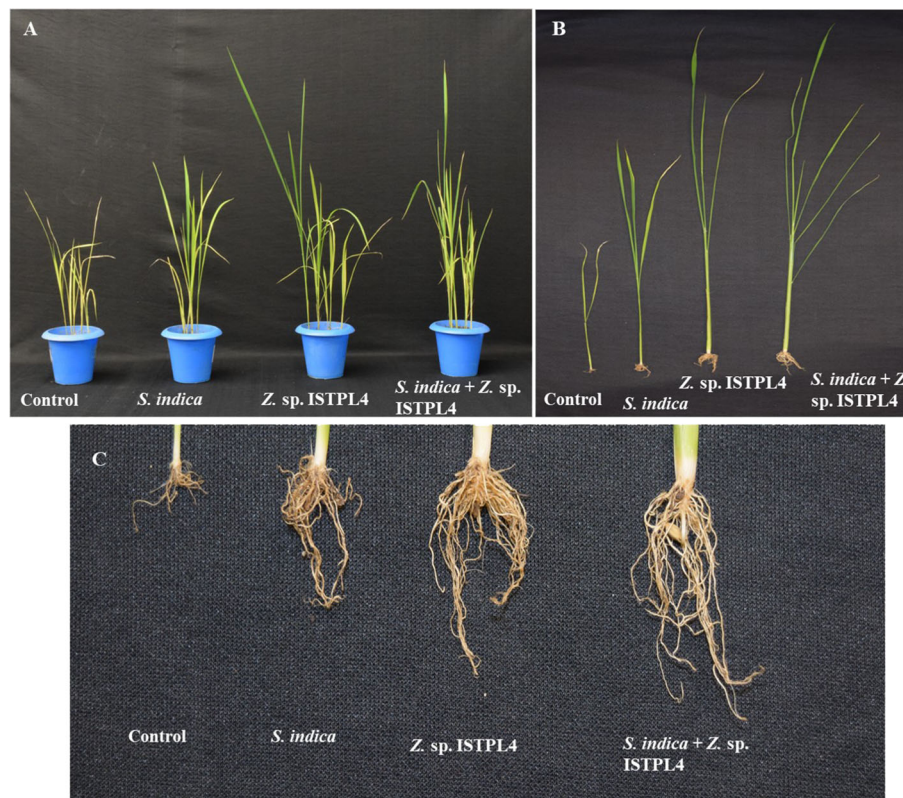 A
Control
S. indica
Z. sp. ISTPL4
S. indica + Z. sp.
ISTPL4
B
Control
S. indica
Z. sp. ISTPL4
S. indica + Z.
sp. ISTPL4
C
Control
S. indica
Z. sp. ISTPL4
S. indica + Z. sp.
ISTPL4